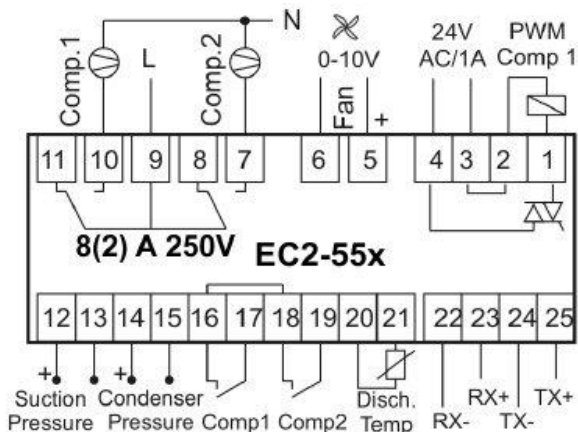 N
24V
PWM
Comp.1
L
Comp.2
0-10V
AC/1A
Comp 1
Fan
+
11 10 9 8 7 6 5 4 3 2 1
8(2) A 250V
EC2-55x
12 13 14 15 16 17 18 19 20 21 22 23 24 25
+ +
Suction Condenser Disch. RX+ TX+
Pressure Pressure Comp1 Comp2 Temp RX- TX-